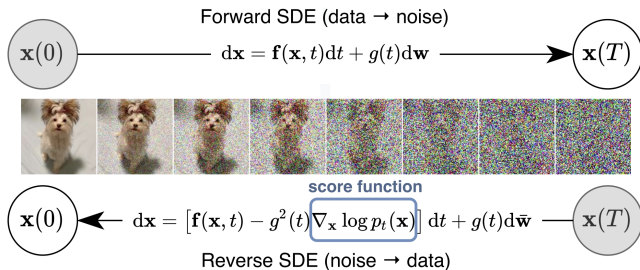 Forward SDE (data → noise)
x(0) dx = f(x, t)dt + g(t)dw x(T)
score function
x(0) dx = [f(x, t) − g²(t)∇ₓ log pₜ(x)] dt + g(t)dw̄ x(T)
Reverse SDE (noise → data)